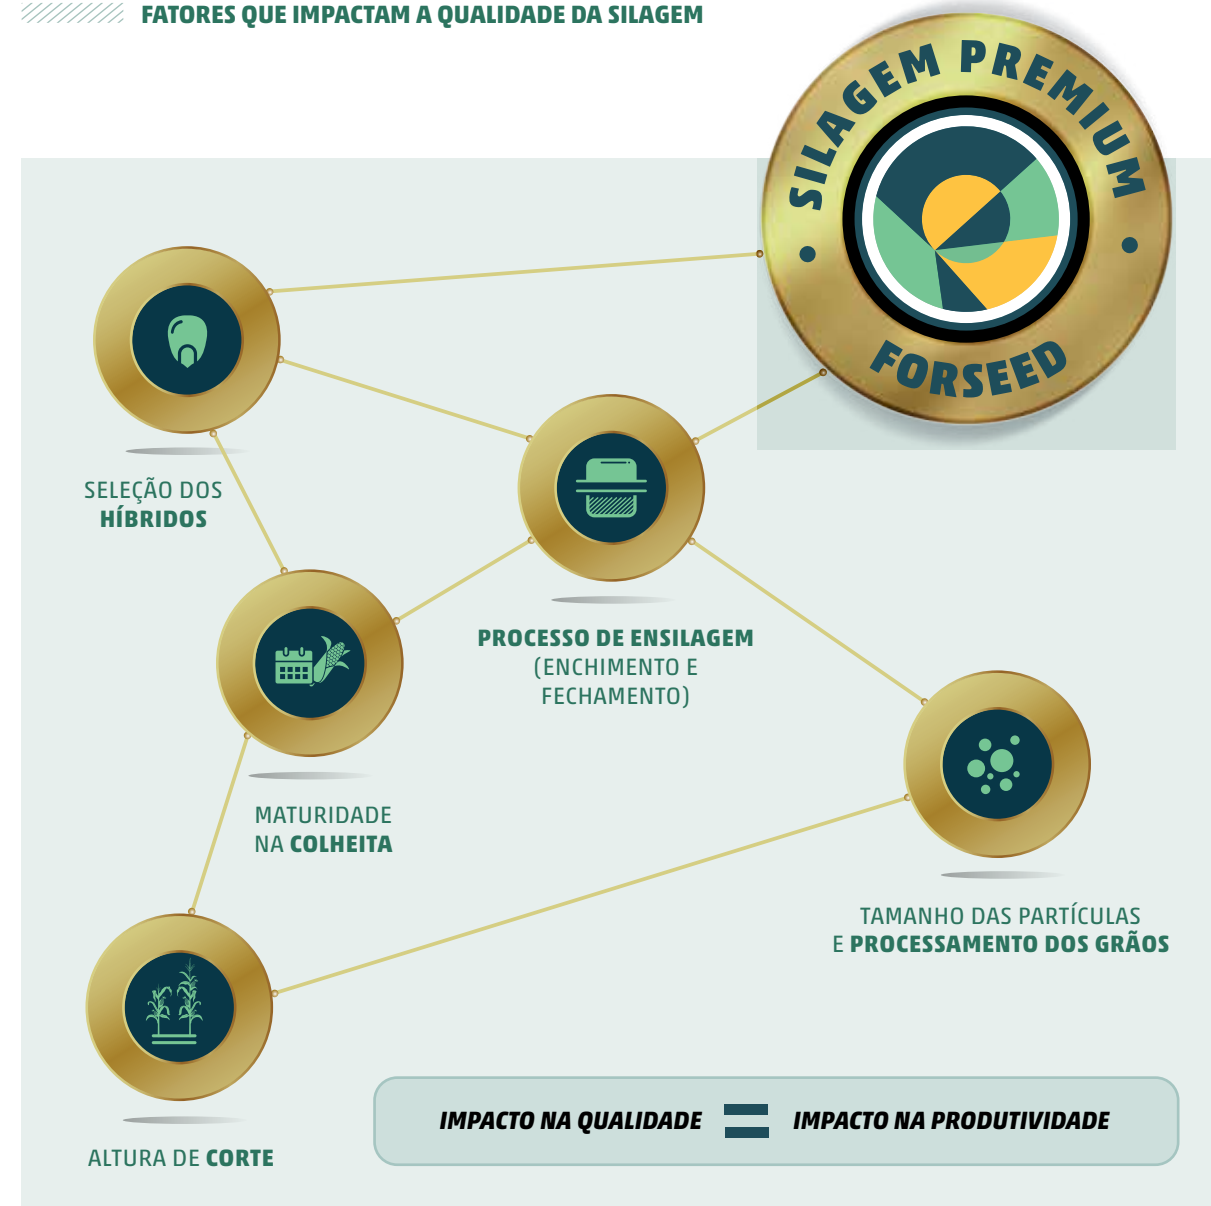 FATORES QUE IMPACTAM A QUALIDADE DA SILAGEM
SILAGEM PREMIUM
FORSEED
SELEÇÃO DOS
HÍBRIDOS
PROCESSO DE ENSILAGEM
(ENCHIMENTO E
FECHAMENTO)
MATURIDADE
NA COLHEITA
TAMANHO DAS PARTÍCULAS
E PROCESSAMENTO DOS GRÃOS
ALTURA DE CORTE
IMPACTO NA QUALIDADE = IMPACTO NA PRODUTIVIDADE